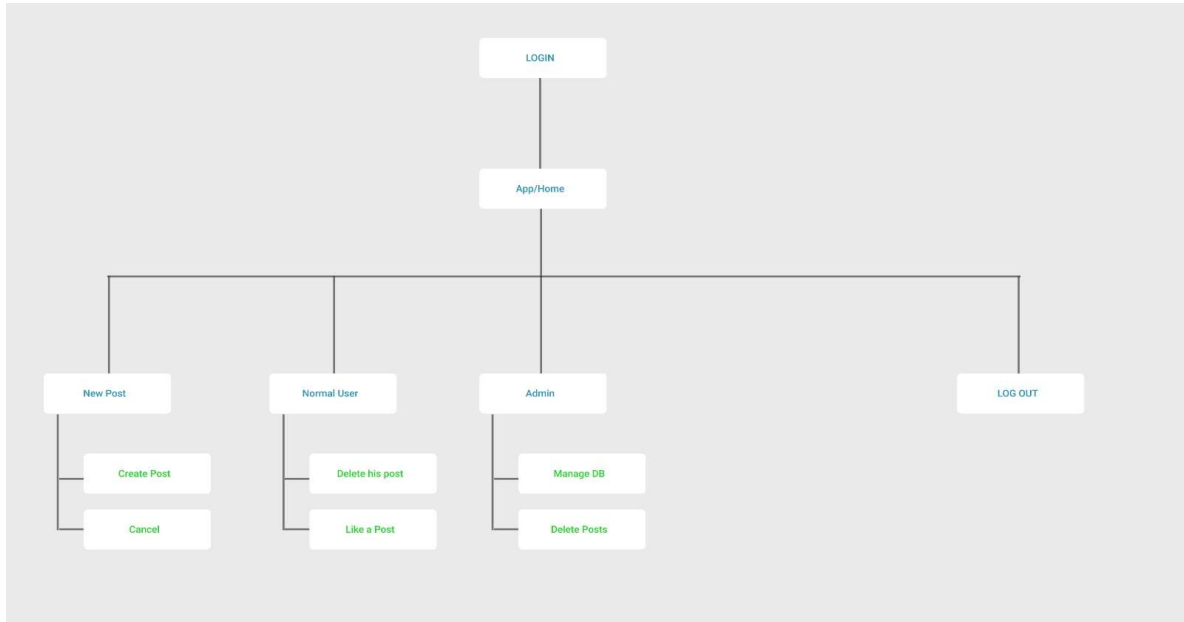 LOGIN
App/Home
New Post
Normal User
Admin
LOG OUT
Create Post
Delete his post
Manage DB
Cancel
Like a Post
Delete Posts